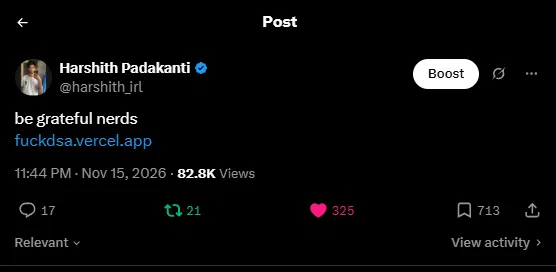 Post
Harshith Padakanti
Boost
@harshith_irl
be grateful nerds
fuckdsa.vercel.app
11:44 PM · Nov 15, 2026 · 82.8K Views
17 21 325 713
Relevant
View activity